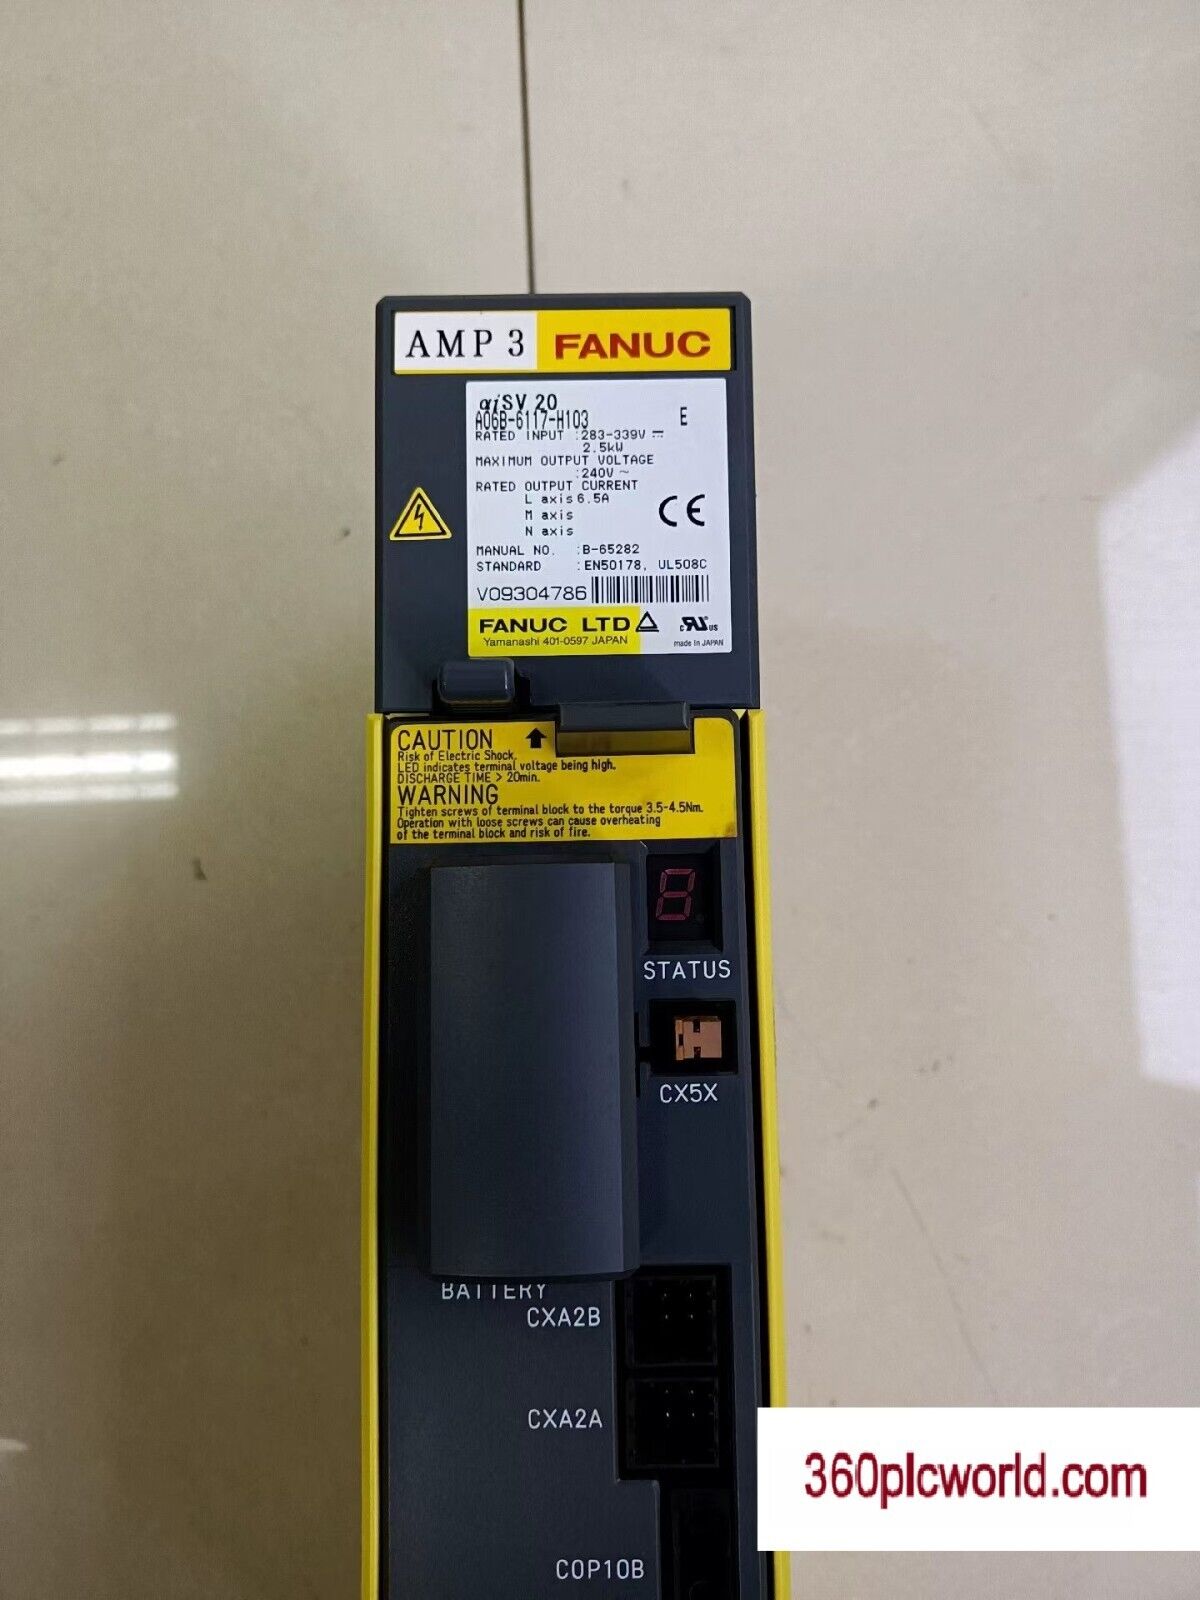 AMP 3 FANUC
αiSV 20
A06B-6117-H103 E
RATED INPUT :283-339V ⎓
2.5kW
MAXIMUM OUTPUT VOLTAGE
:240V ~
RATED OUTPUT CURRENT
L axis 6.5A
M axis
N axis
CE
MANUAL NO. :B-65282
STANDARD :EN50178, UL508C
V09304786
FANUC LTD
Yamanashi 401-0597 JAPAN
c RU US
made in JAPAN
CAUTION
Risk of Electric Shock.
LED indicates terminal voltage being high.
DISCHARGE TIME > 20min.
WARNING
Tighten screws of terminal block to the torque 3.5-4.5Nm.
Operation with loose screws can cause overheating
of the terminal block and risk of fire.
8
STATUS
CX5X
BATTERY
CXA2B
CXA2A
COP10B
360plcworld.com